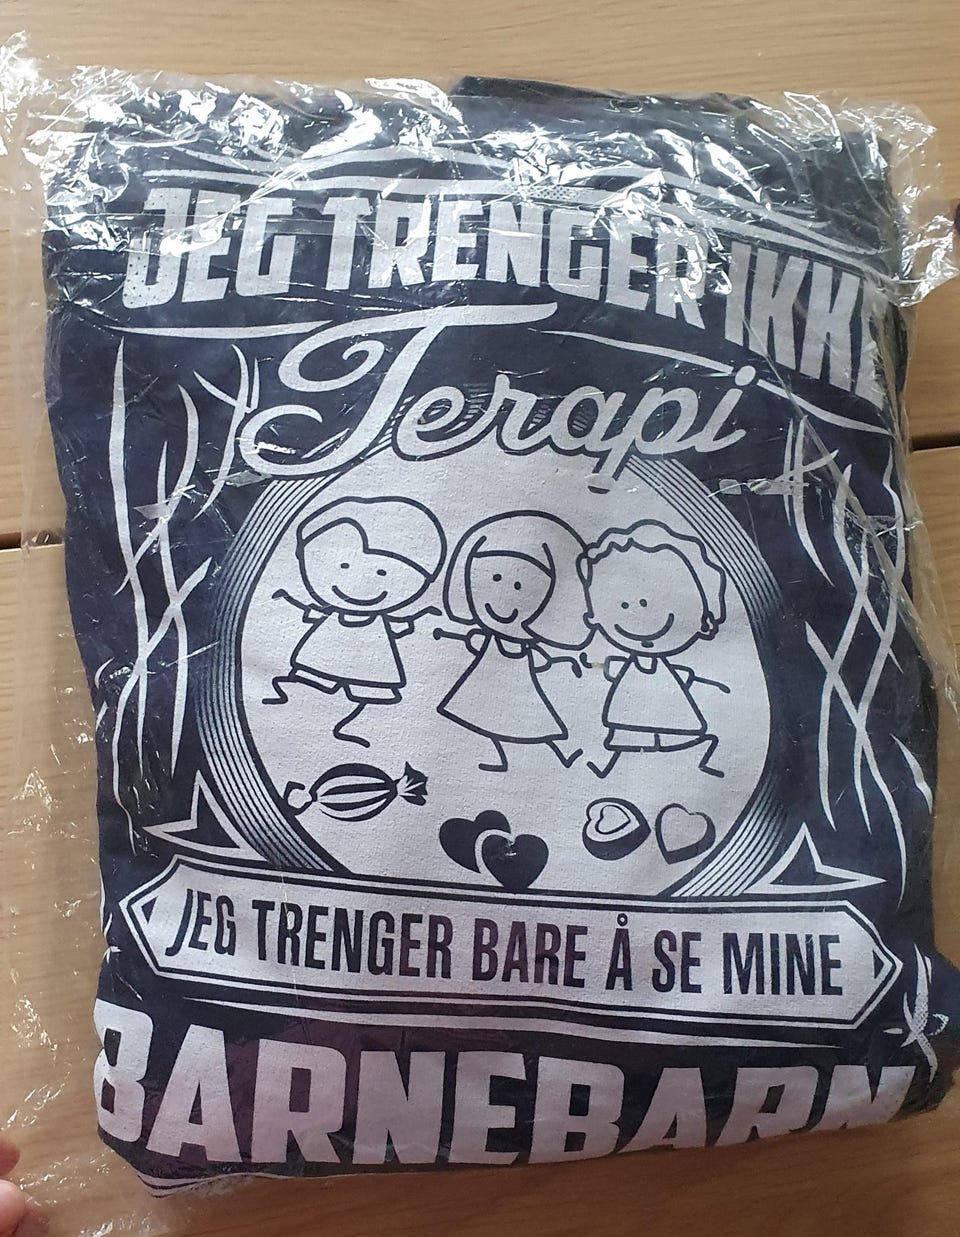 JEG TRENGER IKKE
Terapi
JEG TRENGER BARE Å SE MINE
BARNEBARN